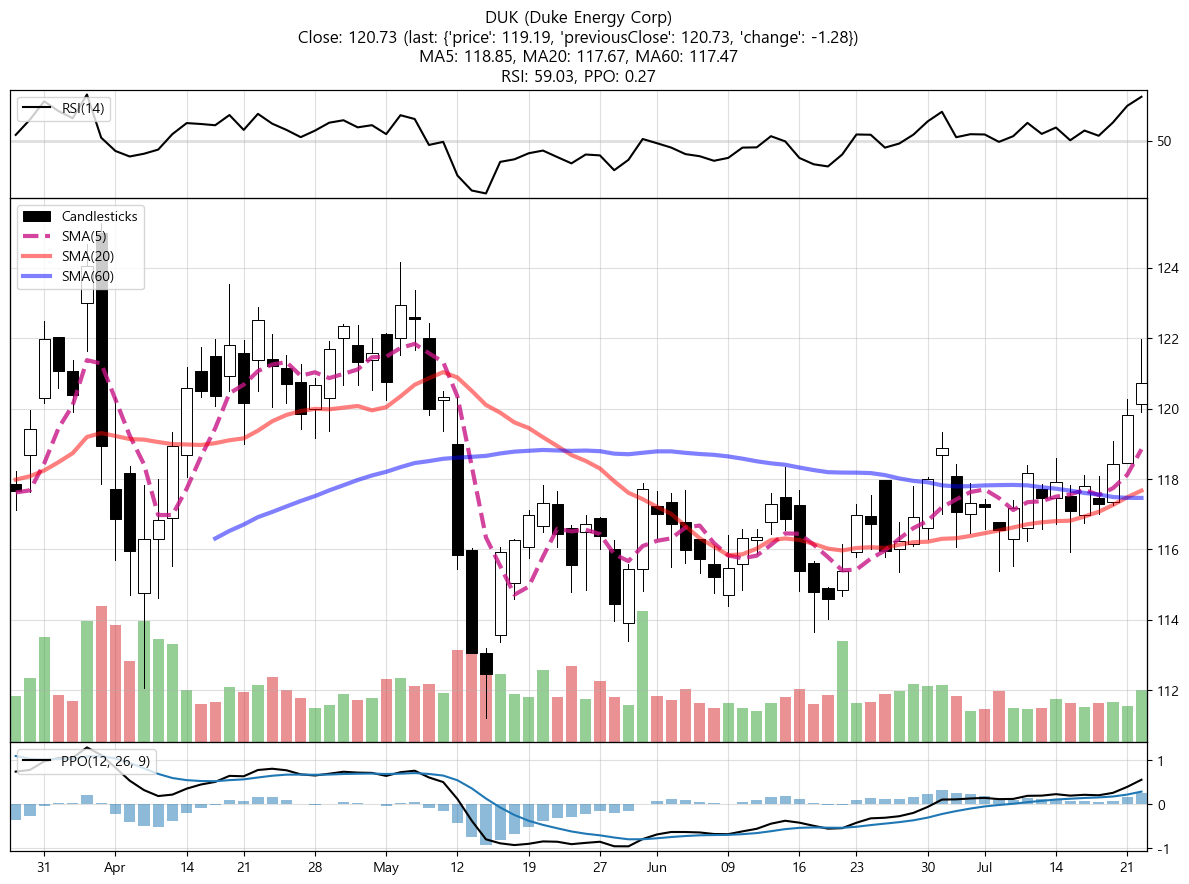 DUK (Duke Energy Corp)
Close: 120.73 (last: {'price': 119.19, 'previousClose': 120.73, 'change': -1.28})
MA5: 118.85, MA20: 117.67, MA60: 117.47
RSI: 59.03, PPO: 0.27
RSI(14)
50
Candlesticks
SMA(5)
SMA(20)
SMA(60)
124
122
120
118
116
114
112
PPO(12, 26, 9)
1
0
-1
31 Apr 14 21 28 May 12 19 27 Jun 09 16 23 30 Jul 14 21